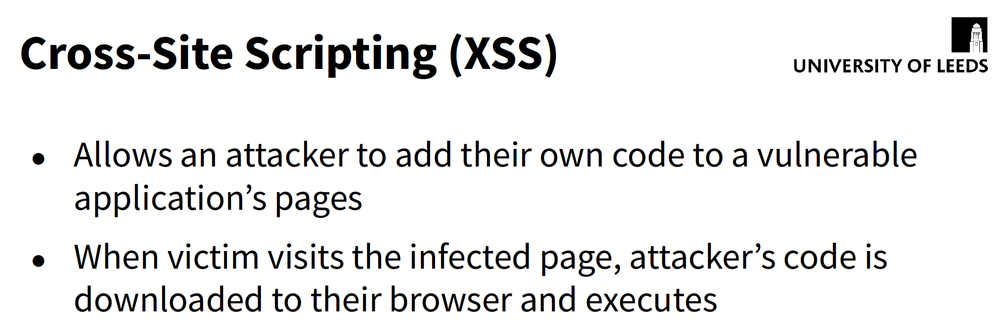 Cross-Site Scripting (XSS)
UNIVERSITY OF LEEDS
• Allows an attacker to add their own code to a vulnerable
application’s pages
• When victim visits the infected page, attacker’s code is
downloaded to their browser and executes